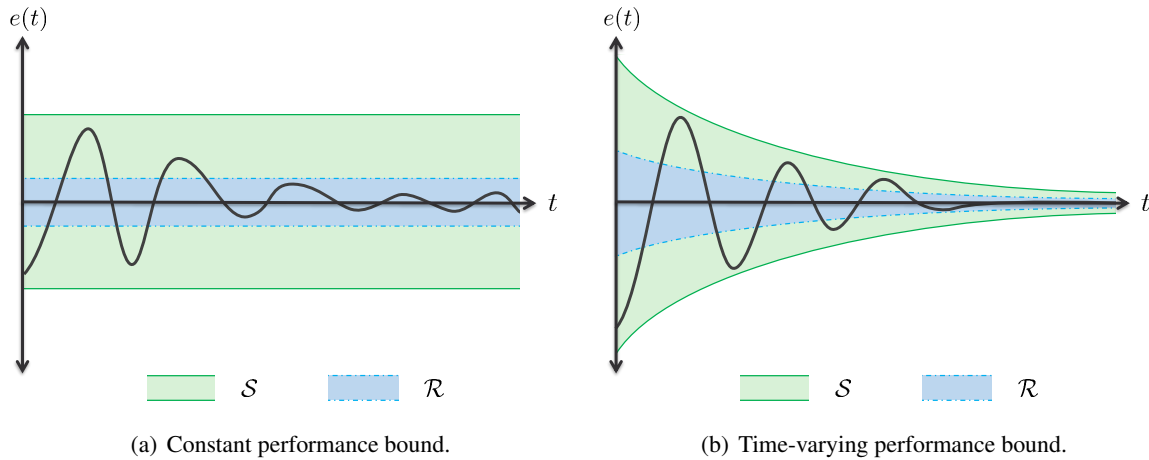 e(t)
t
𝒮
ℛ
(a) Constant performance bound.
e(t)
t
𝒮
ℛ
(b) Time-varying performance bound.